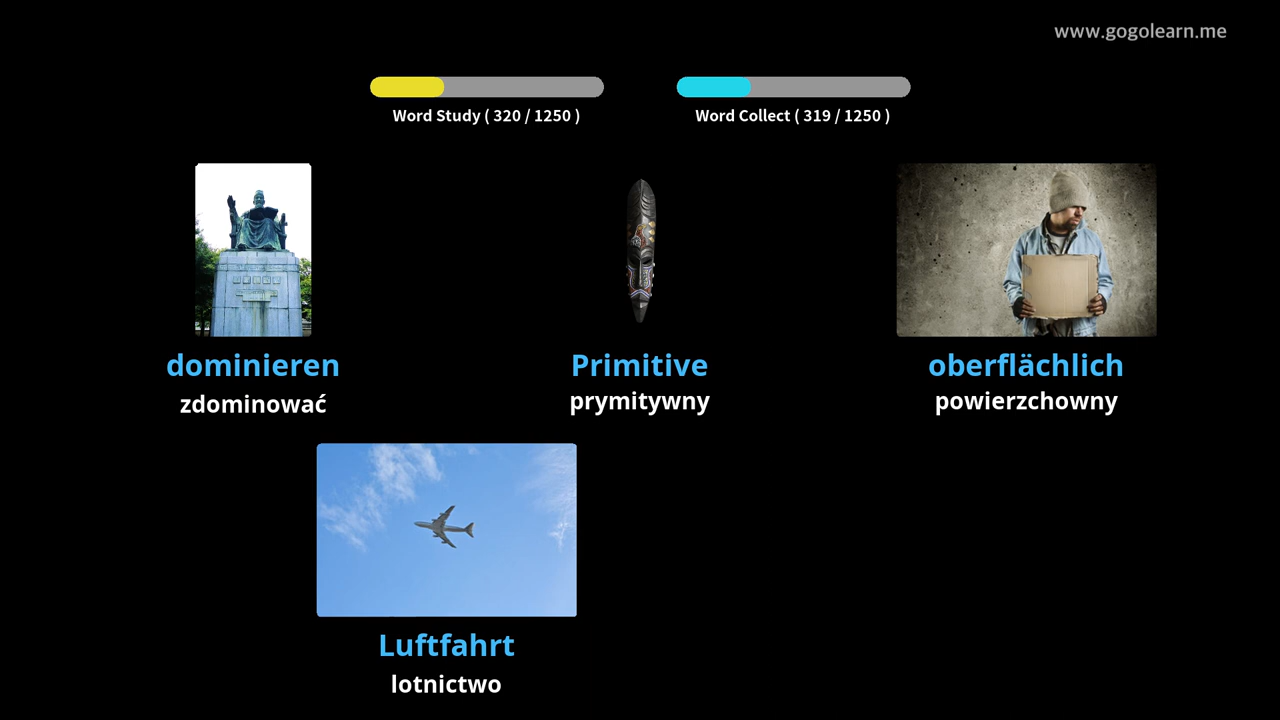 www.gogolearn.me
Word Study ( 320 / 1250 )
Word Collect ( 319 / 1250 )
dominieren
zdominować
Primitive
prymitywny
oberflächlich
powierzchowny
Luftfahrt
lotnictwo